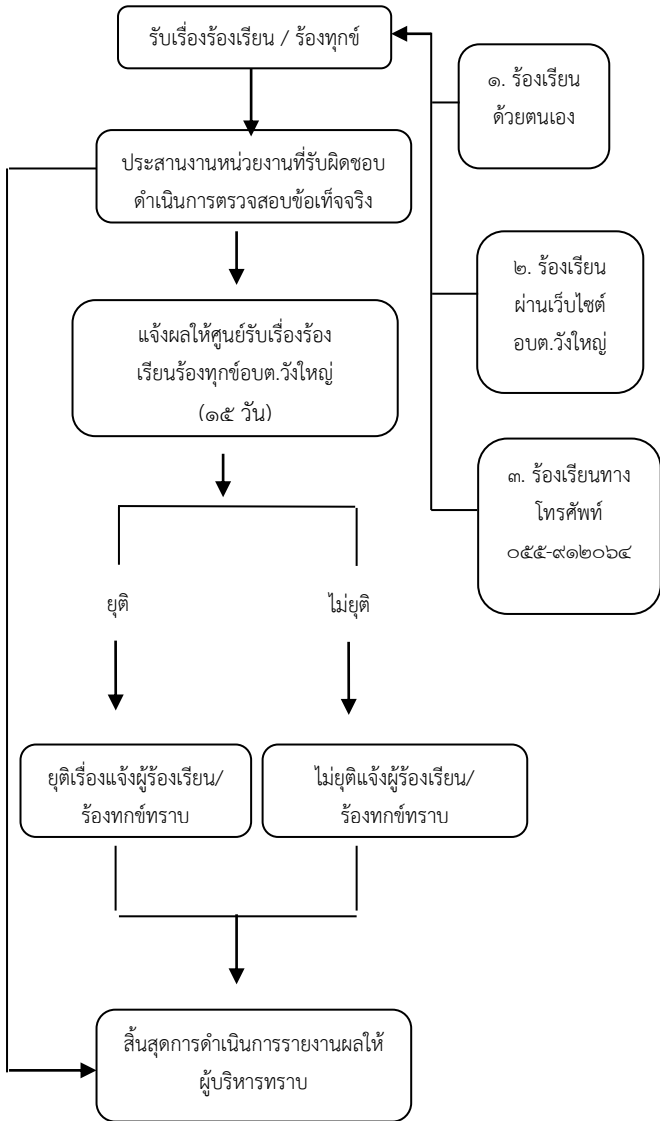 รับเรื่องร้องเรียน / ร้องทุกข์
๑. ร้องเรียน
ด้วยตนเอง
ประสานงานหน่วยงานที่รับผิดชอบ
ดำเนินการตรวจสอบข้อเท็จจริง
๒. ร้องเรียน
ผ่านเว็บไซต์
อบต.วังใหญ่
แจ้งผลให้ศูนย์รับเรื่องร้อง
เรียนร้องทุกข์อบต.วังใหญ่
(๑๕ วัน)
๓. ร้องเรียนทาง
โทรศัพท์
๐๕๕-๙๑๒๐๖๔
ยุติ
ไม่ยุติ
ยุติเรื่องแจ้งผู้ร้องเรียน/
ร้องทกข์ทราบ
ไม่ยุติแจ้งผู้ร้องเรียน/
ร้องทกข์ทราบ
สิ้นสุดการดำเนินการรายงานผลให้
ผู้บริหารทราบ